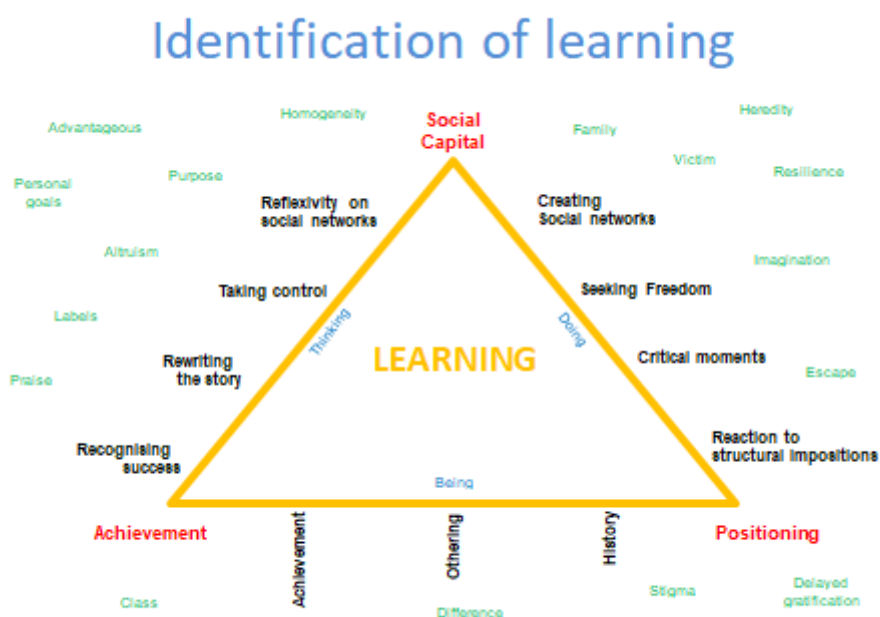 Identification of learning
Heredity
Homogeneity
Advantageous
Social
Capital
Family
Victim
Resilience
Purpose
Personal
goals
Reflexivity on
social networks
Creating
Social networks
Altruism
Imagination
Taking control
Seeking Freedom
Labels
Thinking
Doing
LEARNING
Rewriting
the story
Critical moments
Praise
Escape
Recognising
success
Reaction to
structural impositions
Being
Achievement
Positioning
Achievement
Othering
History
Class
Difference
Stigma
Delayed
gratification